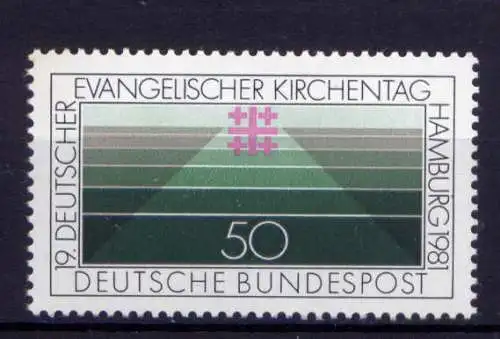 19. DEUTSCHER
EVANGELISCHER KIRCHENTAG
HAMBURG 1981
50
DEUTSCHE BUNDESPOST